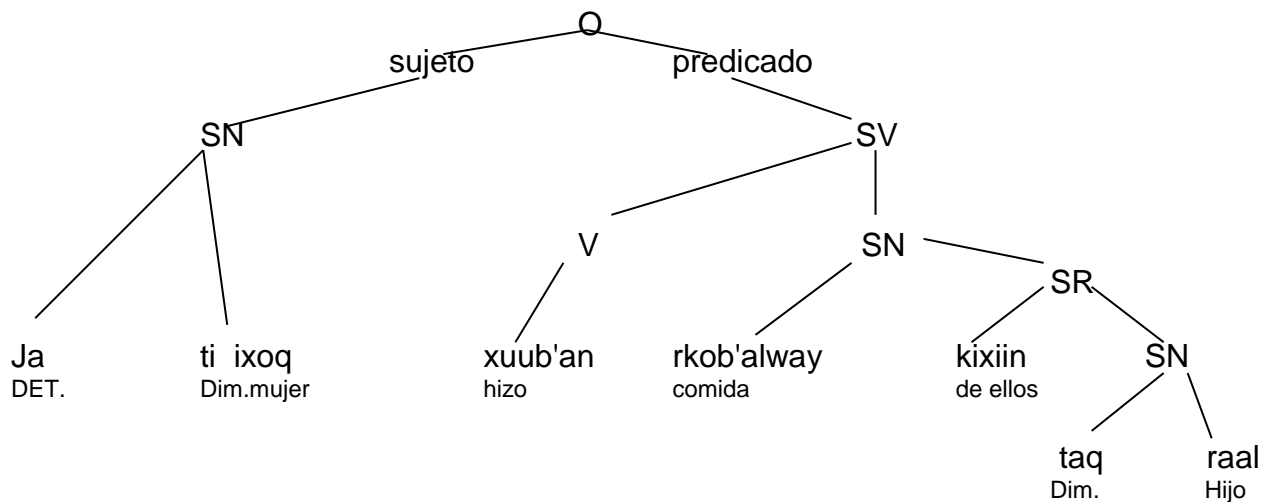 O
sujeto predicado
SN SV
V SN
SR
Ja ti ixoq xuub'an rkob'alway kixiin SN
DET. Dim.mujer hizo comida de ellos
taq raal
Dim. Hijo